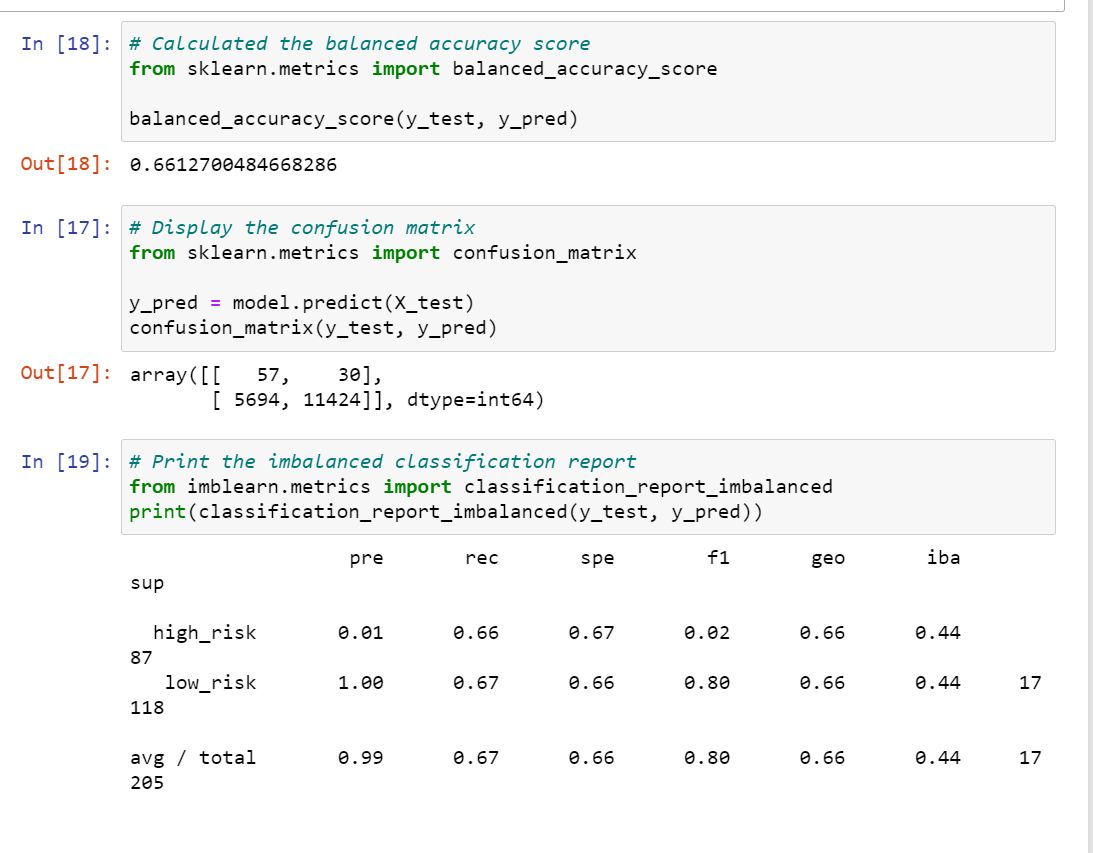 In [18]: # Calculated the balanced accuracy score
from sklearn.metrics import balanced_accuracy_score
balanced_accuracy_score(y_test, y_pred)
Out[18]: 0.6612700484668286
In [17]: # Display the confusion matrix
from sklearn.metrics import confusion_matrix
y_pred = model.predict(X_test)
confusion_matrix(y_test, y_pred)
Out[17]: array([[   57,    30],
       [ 5694, 11424]], dtype=int64)
In [19]: # Print the imbalanced classification report
from imblearn.metrics import classification_report_imbalanced
print(classification_report_imbalanced(y_test, y_pred))
pre       rec       spe        f1       geo       iba
sup
high_risk       0.01      0.66      0.67      0.02      0.66      0.44
87
low_risk       1.00      0.67      0.66      0.80      0.66      0.44     17
118
avg / total       0.99      0.67      0.66      0.80      0.66      0.44     17
205